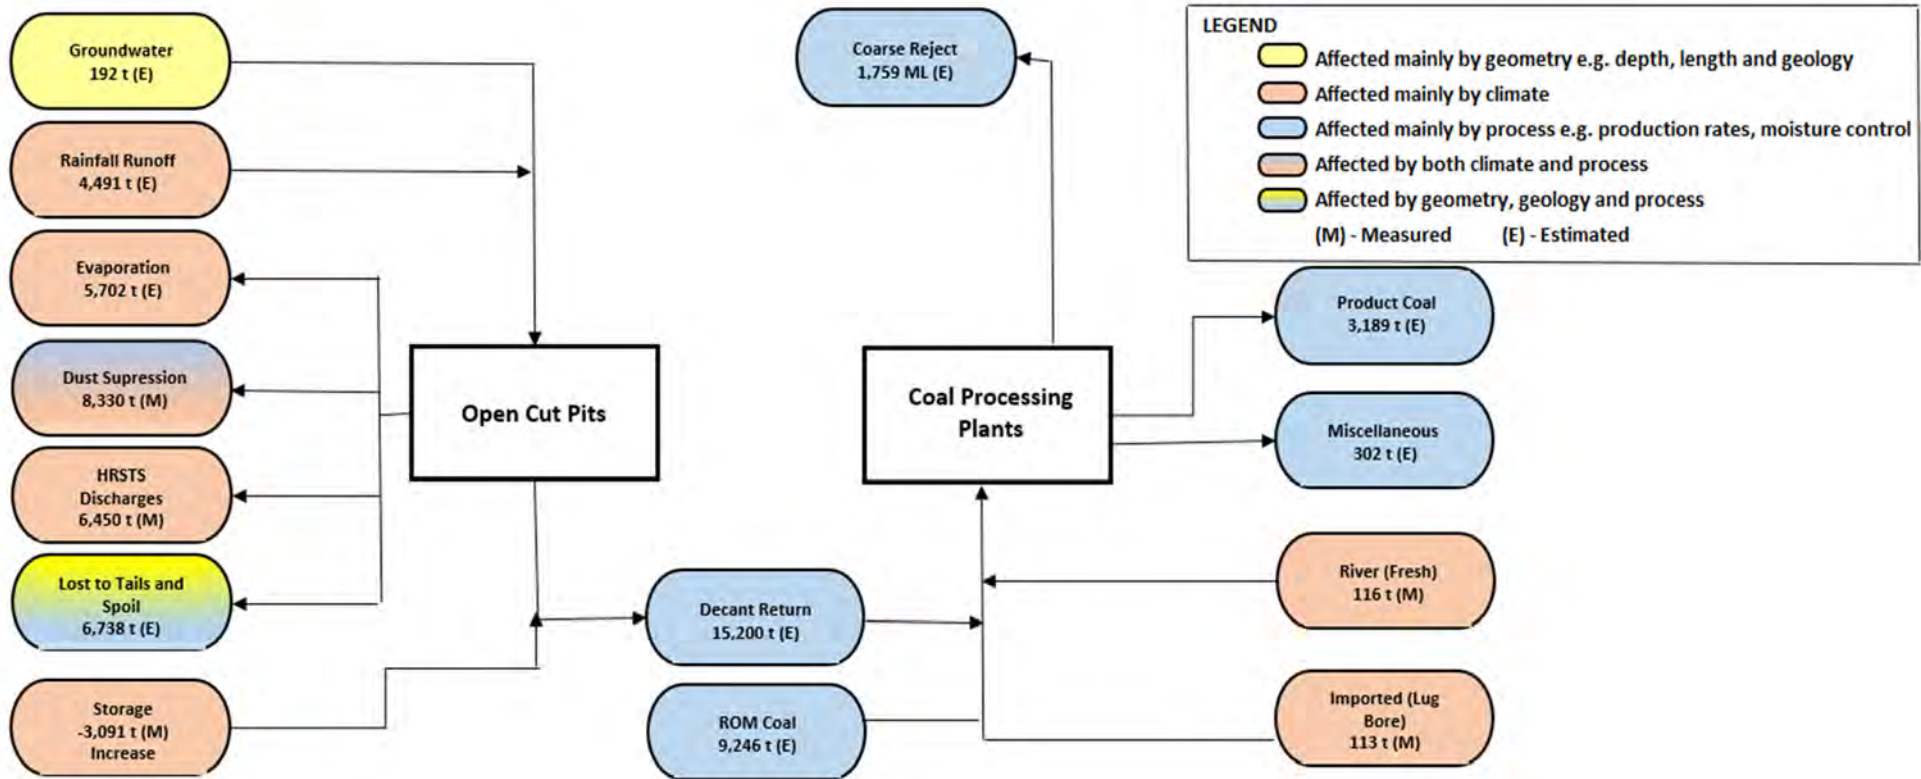 Groundwater
192 t (E)
Rainfall Runoff
4,491 t (E)
Evaporation
5,702 t (E)
Dust Supression
8,330 t (M)
HRSTS
Discharges
6,450 t (M)
Lost to Tails and
Spoil
6,738 t (E)
Storage
-3,091 t (M)
Increase
Open Cut Pits
Coarse Reject
1,759 ML (E)
Coal Processing
Plants
Decant Return
15,200 t (E)
ROM Coal
9,246 t (E)
LEGEND
Affected mainly by geometry e.g. depth, length and geology
Affected mainly by climate
Affected mainly by process e.g. production rates, moisture control
Affected by both climate and process
Affected by geometry, geology and process
(M) - Measured (E) - Estimated
Product Coal
3,189 t (E)
Miscellaneous
302 t (E)
River (Fresh)
116 t (M)
Imported (Lug
Bore)
113 t (M)